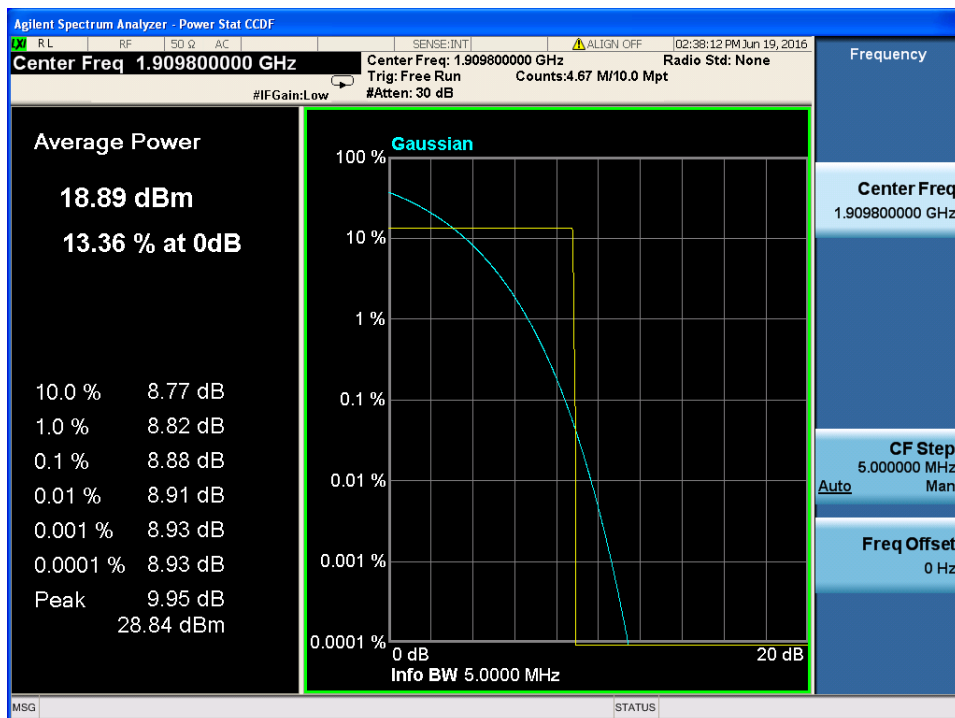 Agilent Spectrum Analyzer - Power Stat CCDF
LXI RL RF 50 Ω AC SENSE:INT ALIGN OFF 02:38:12 PM Jun 19, 2016
Center Freq 1.909800000 GHz
Center Freq: 1.909800000 GHz Radio Std: None
Trig: Free Run Counts:4.67 M/10.0 Mpt
#IFGain:Low #Atten: 30 dB
Average Power
18.89 dBm
13.36 % at 0dB
10.0 % 8.77 dB
1.0 % 8.82 dB
0.1 % 8.88 dB
0.01 % 8.91 dB
0.001 % 8.93 dB
0.0001 % 8.93 dB
Peak 9.95 dB
28.84 dBm
Gaussian
100 %
10 %
1 %
0.1 %
0.01 %
0.001 %
0.0001 %
0 dB 20 dB
Info BW 5.0000 MHz
Frequency
Center Freq
1.909800000 GHz
CF Step
5.000000 MHz
Auto Man
Freq Offset
0 Hz
MSG STATUS